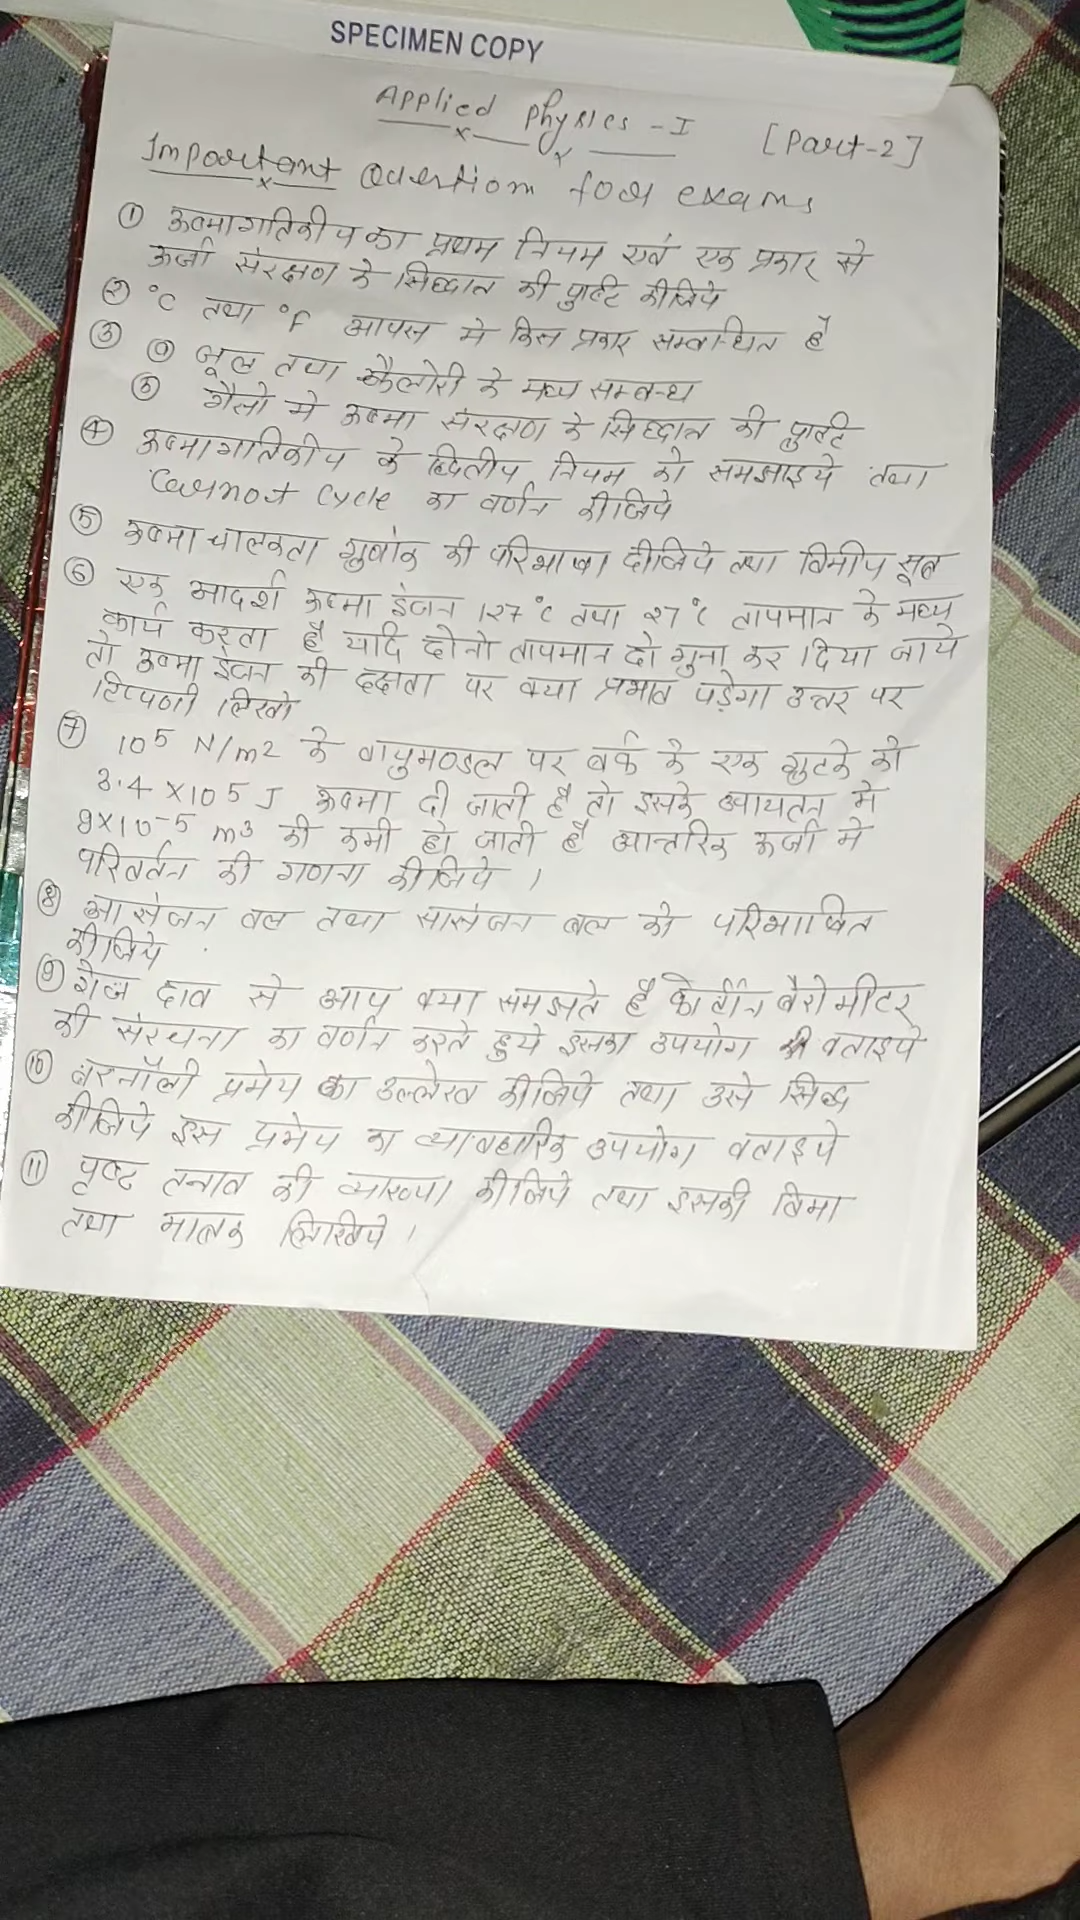 SPECIMEN COPY
Applied Physics - I [Part-2]
Important Question for exams
① ऊष्मागतिकीय का प्रथम नियम एवं एक प्रकार से
ऊर्जा संरक्षण के सिद्धान्त की पुष्टि कीजिये
② °C तथा °F आपस मे किस प्रकार सम्बन्धित है
③ ⓐ जूल तथा कैलोरी के मध्य सम्बन्ध
ⓑ गैसो मे ऊष्मा संरक्षण के सिद्धान्त की पुष्टि
④ ऊष्मागतिकीय के द्वितीय नियम को समझाइये तथा
Carnot Cycle का वर्णन कीजिये
⑤ ऊष्मा चालकता गुणांक की परिभाषा दीजिये तथा विमीय सूत्र
⑥ एक आदर्श ऊष्मा इंजन 127°C तथा 27°C तापमान के मध्य
कार्य करता है यदि दोनो तापमान दो गुना कर दिया जाये
तो ऊष्मा इंजन की दक्षता पर क्या प्रभाव पड़ेगा उत्तर पर
टिप्पणी लिखो
⑦ 10⁵ N/m² के वायुमण्डल पर बर्फ के एक गुटके को
3.4 ×10⁵ J ऊष्मा दी जाती है तो इसके आयतन मे
9×10⁻⁵ m³ की कमी हो जाती है आन्तरिक ऊर्जा मे
परिवर्तन की गणना कीजिये ।
⑧ आसंजन बल तथा सासंजन बल को परिभाषित
कीजिये
⑨ गेज दाव से आप क्या समझते है फोर्टीन बैरोमीटर
की संरचना का वर्णन करते हुये इसका उपयोग बताइये
⑩ बरनॉली प्रमेय का उल्लेख कीजिये तथा उसे सिद्ध
कीजिये इस प्रमेय का व्यावहारिक उपयोग बताइये
⑪ पृष्ट तनाव की व्याख्या कीजिये तथा इसकी विमा
तथा मात्रक लिखिये ।